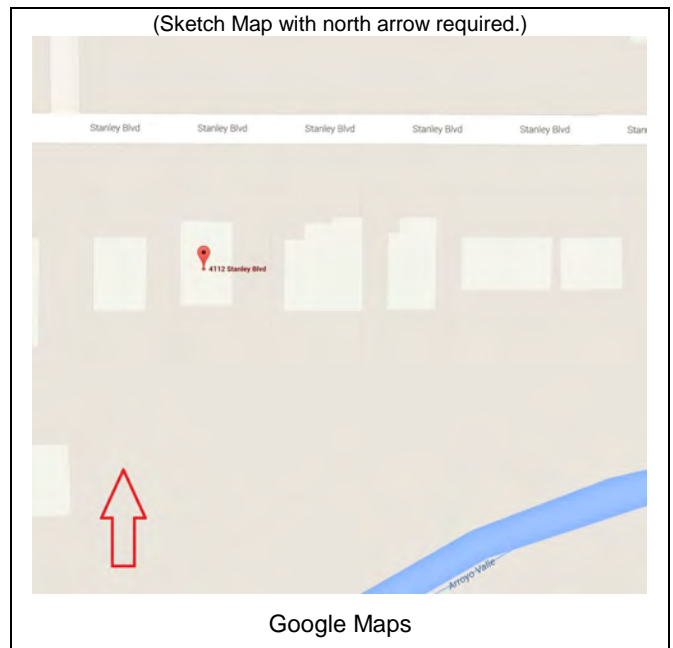 (Sketch Map with north arrow required.)
Stanley Blvd Stanley Blvd Stanley Blvd Stanley Blvd Stanley Blvd Stan
4112 Stanley Blvd
Arroyo Valle
Google Maps